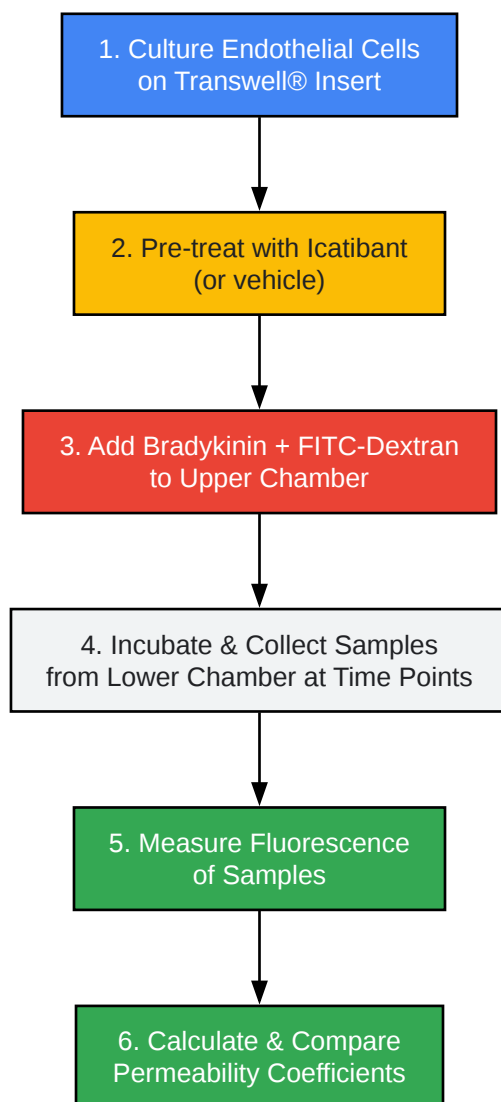 1. Culture Endothelial Cells
on Transwell® Insert
2. Pre-treat with Icatibant
(or vehicle)
3. Add Bradykinin + FITC-Dextran
to Upper Chamber
4. Incubate & Collect Samples
from Lower Chamber at Time Points
5. Measure Fluorescence
of Samples
6. Calculate & Compare
Permeability Coefficients